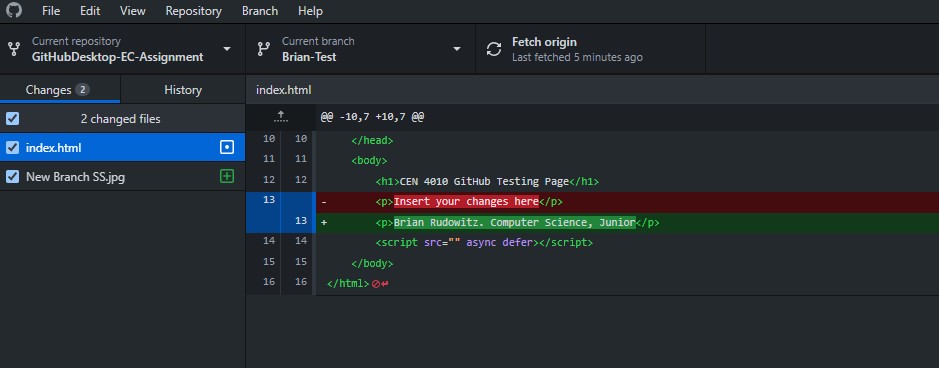 File Edit View Repository Branch Help
Current repository
GitHubDesktop-EC-Assignment
Current branch
Brian-Test
Fetch origin
Last fetched 5 minutes ago
Changes 2
History
2 changed files
index.html
New Branch SS.jpg
index.html
@@ -10,7 +10,7 @@
10 10 </head>
11 11 <body>
12 12 <h1>CEN 4010 GitHub Testing Page</h1>
13 - <p>Insert your changes here</p>
13 + <p>Brian Rudowitz. Computer Science, Junior</p>
14 14 <script src="" async defer></script>
15 15 </body>
16 16 </html>